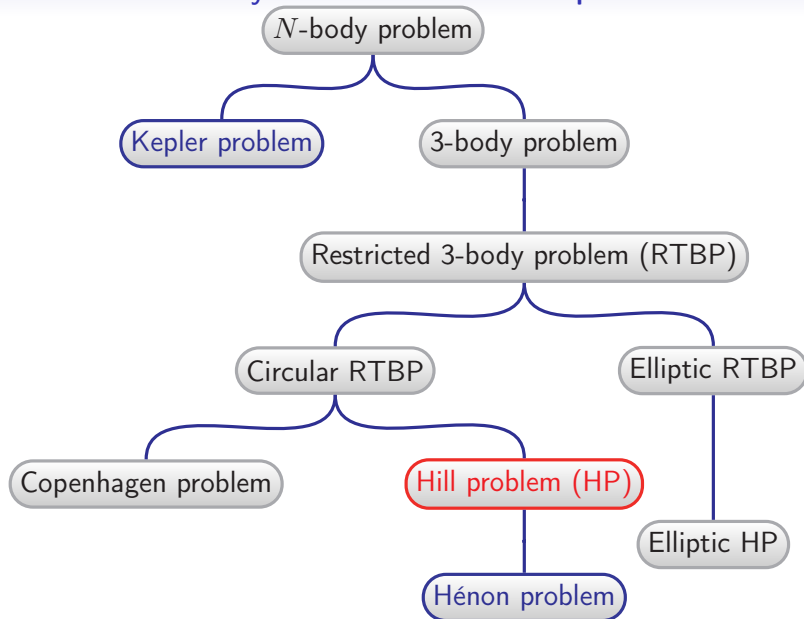 N-body problem
Kepler problem
3-body problem
Restricted 3-body problem (RTBP)
Circular RTBP
Elliptic RTBP
Copenhagen problem
Hill problem (HP)
Elliptic HP
Hénon problem